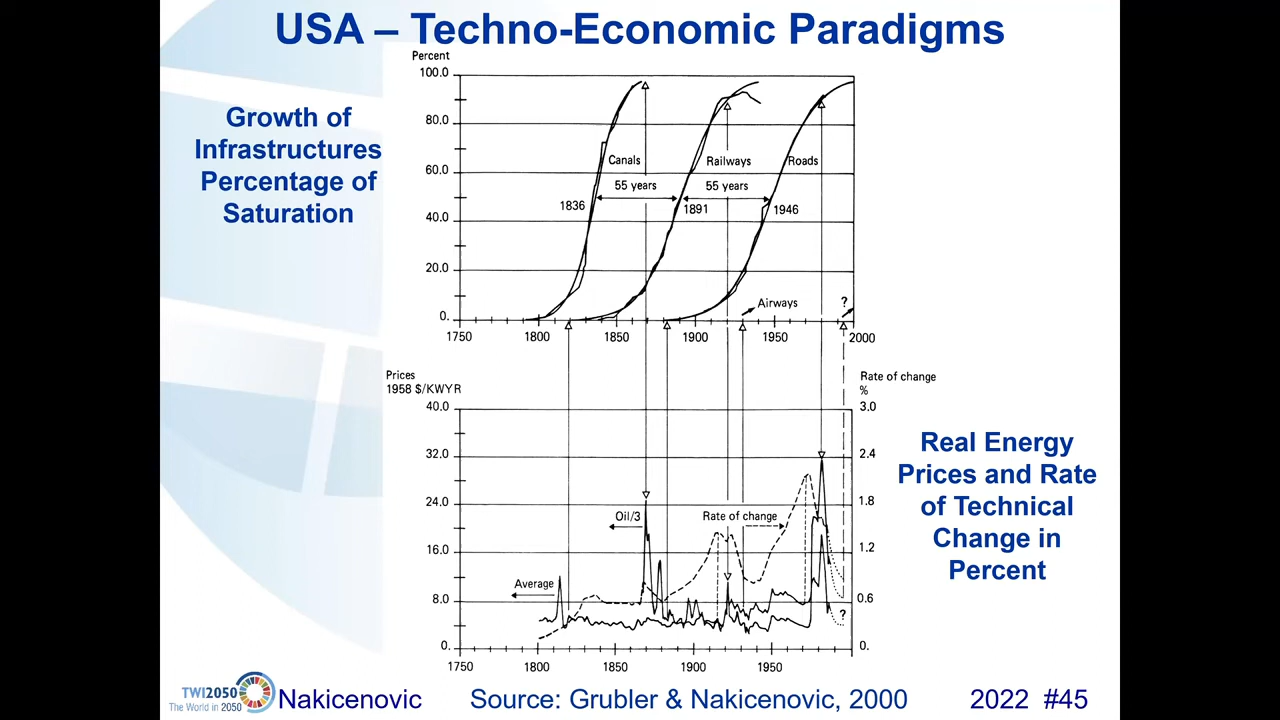 USA – Techno-Economic Paradigms
Growth of
Infrastructures
Percentage of
Saturation
Percent
100.0
80.0
60.0
40.0
20.0
0.
Canals
Railways
Roads
55 years
55 years
1836
1891
1946
Airways
?
1750
1800
1850
1900
1950
2000
Prices
1958 $/KWYR
Rate of change
%
40.0
32.0
24.0
16.0
8.0
0.
3.0
2.4
1.8
1.2
0.6
0.
Oil/3
Rate of change
Average
?
1750
1800
1850
1900
1950
Real Energy
Prices and Rate
of Technical
Change in
Percent
TWI2050
The World in 2050
Nakicenovic
Source: Grubler & Nakicenovic, 2000
2022 #45